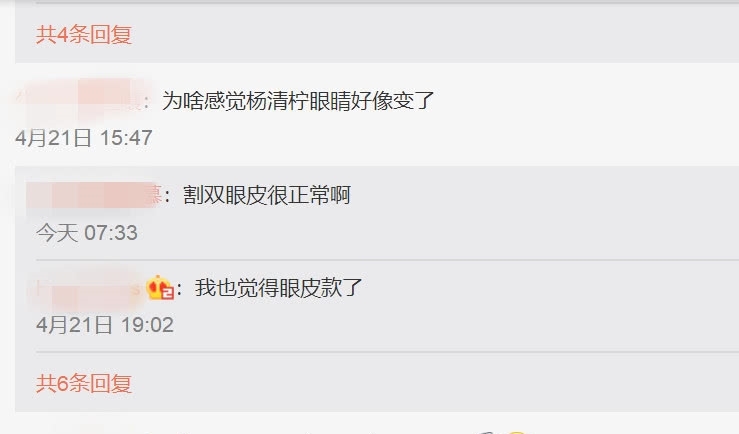 共4条回复
：为啥感觉杨清柠眼睛好像变了
4月21日 15:47
：割双眼皮很正常啊
今天 07:33
：我也觉得眼皮款了
4月21日 19:02
共6条回复